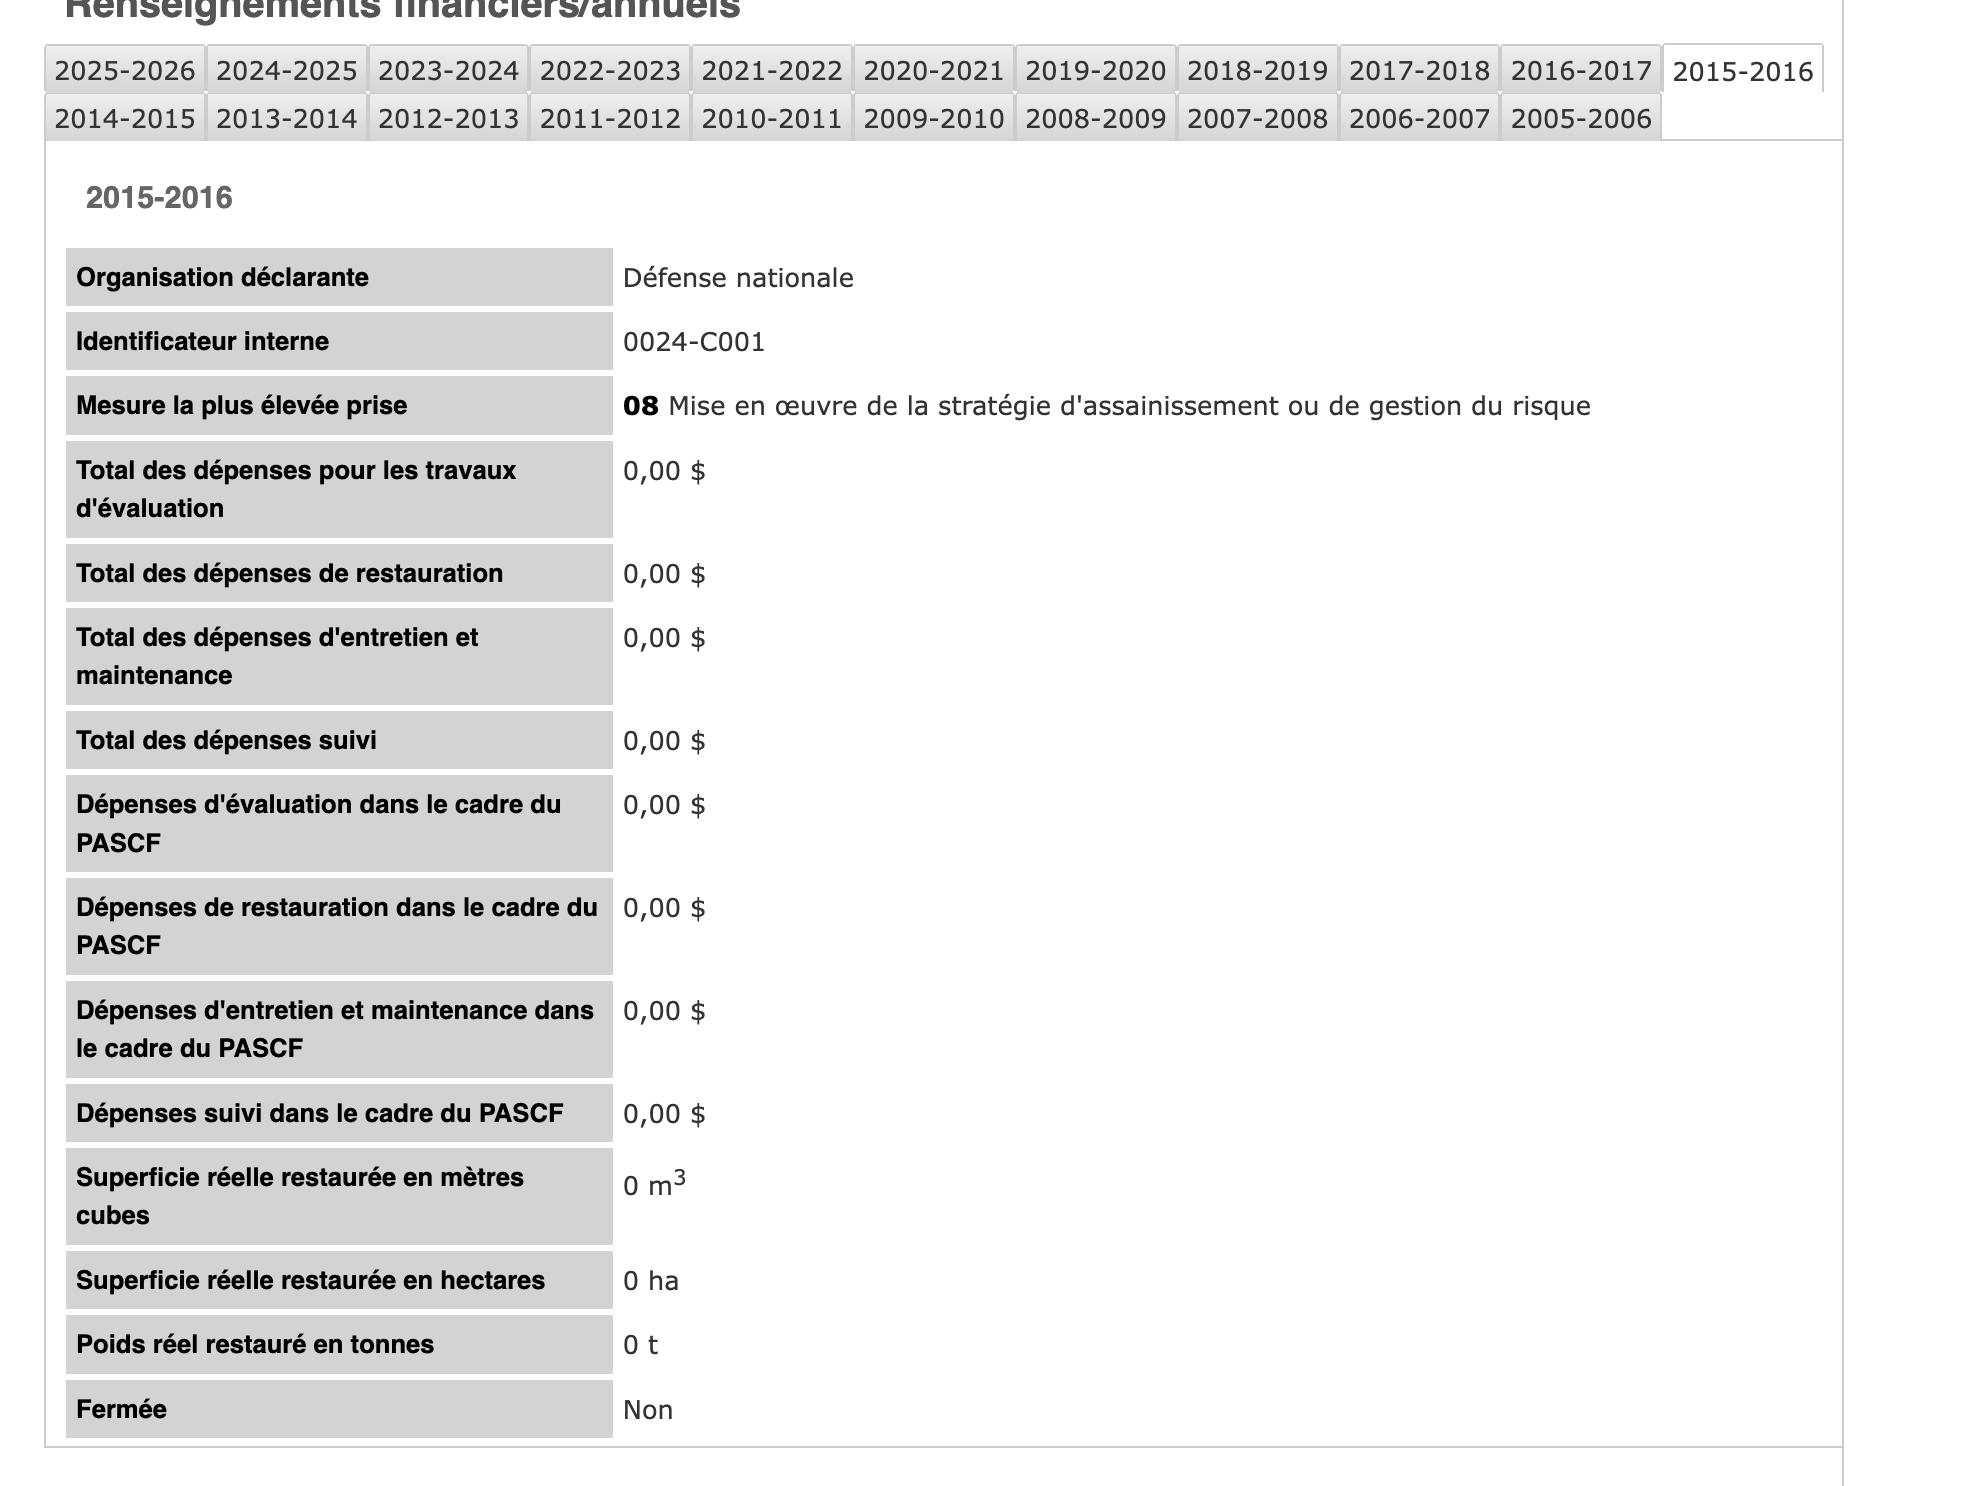 Renseignements financiers/annuels
2025-2026 2024-2025 2023-2024 2022-2023 2021-2022 2020-2021 2019-2020 2018-2019 2017-2018 2016-2017 2015-2016
2014-2015 2013-2014 2012-2013 2011-2012 2010-2011 2009-2010 2008-2009 2007-2008 2006-2007 2005-2006
2015-2016
Organisation déclarante Défense nationale
Identificateur interne 0024-C001
Mesure la plus élevée prise 08 Mise en œuvre de la stratégie d'assainissement ou de gestion du risque
Total des dépenses pour les travaux 0,00 $
d'évaluation
Total des dépenses de restauration 0,00 $
Total des dépenses d'entretien et 0,00 $
maintenance
Total des dépenses suivi 0,00 $
Dépenses d'évaluation dans le cadre du 0,00 $
PASCF
Dépenses de restauration dans le cadre du 0,00 $
PASCF
Dépenses d'entretien et maintenance dans 0,00 $
le cadre du PASCF
Dépenses suivi dans le cadre du PASCF 0,00 $
Superficie réelle restaurée en mètres 0 m³
cubes
Superficie réelle restaurée en hectares 0 ha
Poids réel restauré en tonnes 0 t
Fermée Non